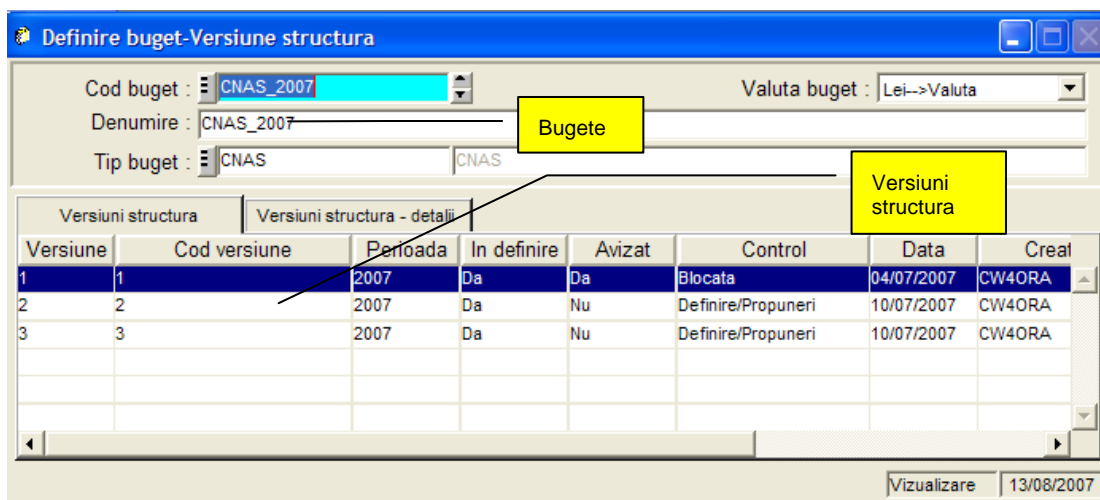 Definire buget-Versiune structura
Cod buget : CNAS_2007 Valuta buget : Lei-->Valuta
Denumire : CNAS_2007 Bugete
Tip buget : CNAS CNAS
Versiuni structura
Versiuni structura Versiuni structura - detalii
Versiune Cod versiune Perioada In definire Avizat Control Data Creat
1 1 2007 Da Da Blocata 04/07/2007 CW4ORA
2 2 2007 Da Nu Definire/Propuneri 10/07/2007 CW4ORA
3 3 2007 Da Nu Definire/Propuneri 10/07/2007 CW4ORA
Vizualizare 13/08/2007